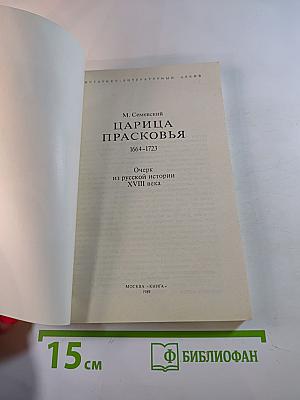 ИСТОРИКО-ЛИТЕРАТУРНЫЙ АРХИВ
М. Семевский
ЦАРИЦА
ПРАСКОВЬЯ
1664–1723
Очерк
из русской истории
XVIII века
МОСКВА «КНИГА»
1989
15 см
БИБЛИОФАН